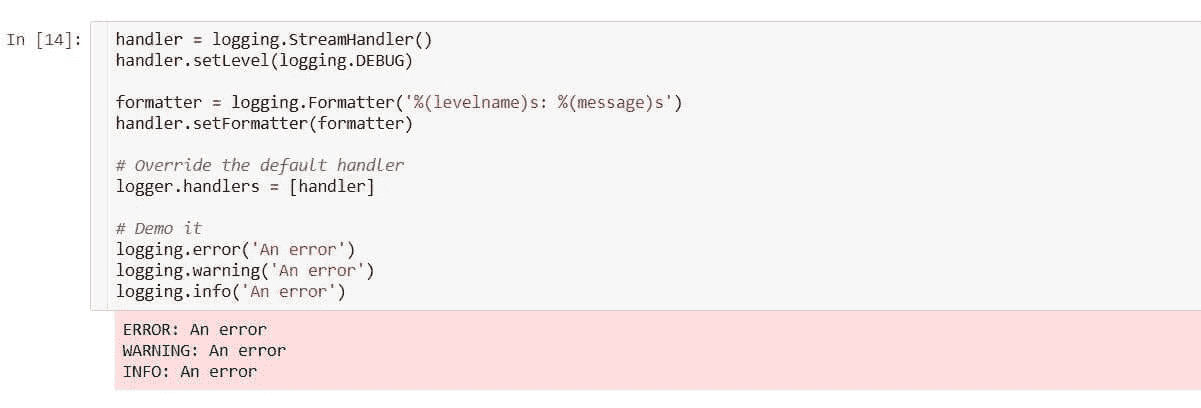 In [14]:
handler = logging.StreamHandler()
handler.setLevel(logging.DEBUG)
formatter = logging.Formatter('%(levelname)s: %(message)s')
handler.setFormatter(formatter)
# Override the default handler
logger.handlers = [handler]
# Demo it
logging.error('An error')
logging.warning('An error')
logging.info('An error')
ERROR: An error
WARNING: An error
INFO: An error